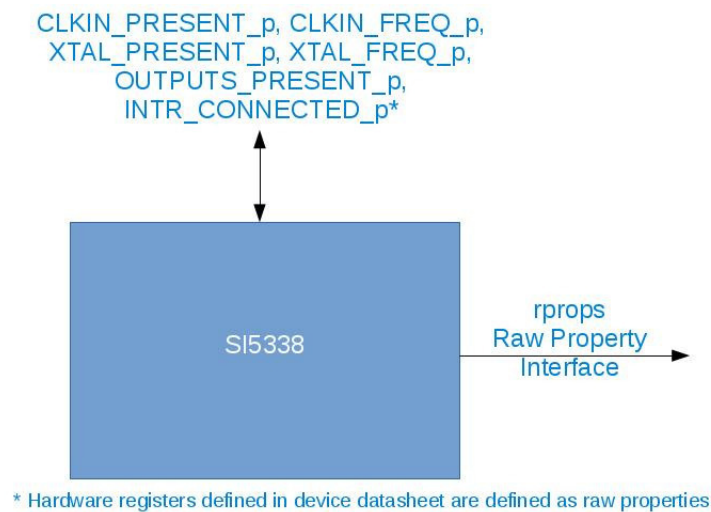 CLKIN_PRESENT_p, CLKIN_FREQ_p,
XTAL_PRESENT_p, XTAL_FREQ_p,
OUTPUTS_PRESENT_p,
INTR_CONNECTED_p*
SI5338
rprops
Raw Property
Interface
* Hardware registers defined in device datasheet are defined as raw properties